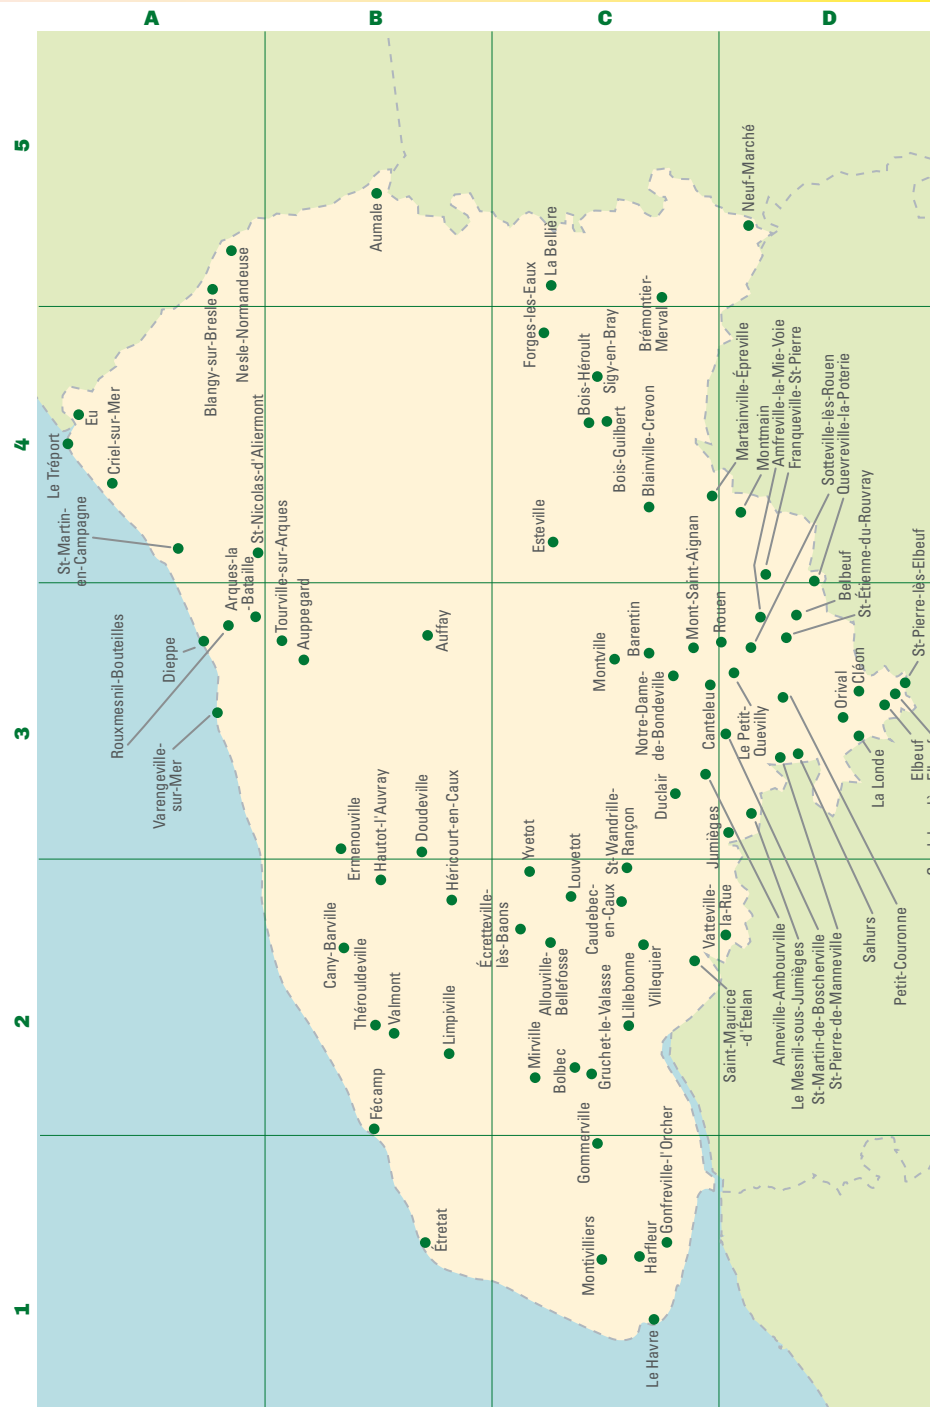 A
B
C
D
5
4
3
2
1
Neuf-Marché
Aumale
La Bellière
Nesle-Normandeuse
Blangy-sur-Bresle
Forges-les-Eaux
Brémontier-
Merval
Sigy-en-Bray
Bois-Héroult
Bois-Guilbert
Blainville-Crevon
Martainville-Épreville
Montmain
Amfreville-la-Mie-Voie
Franqueville-St-Pierre
Sotteville-lès-Rouen
Quevreville-la-Poterie
Eu
Le Tréport
Criel-sur-Mer
St-Martin-
en-Campagne
St-Nicolas-d'Aliermont
Esteville
Arques-la
-Bataille
Tourville-sur-Arques
Auppegard
Auffay
Rouxmesnil-Bouteilles
Dieppe
Varengeville-
sur-Mer
Montville
Barentin
Mont-Saint-Aignan
Rouen
Belbeuf
St-Étienne-du-Rouvray
St-Pierre-lès-Elbeuf
Notre-Dame-
de-Bondeville
Canteleu
Le Petit-
Quevilly
Orival
Cléon
La Londe
Elbeuf
Duclair
Jumièges
Ermenouville
Hautot-l'Auvray
Doudeville
Héricourt-en-Caux
Yvetot
Louvetot
St-Wandrille-
Rançon
Caudebec-
en-Caux
Écretteville-
lès-Baons
Allouville-
Bellefosse
Villequier
Vatteville-
la-Rue
Cany-Barville
Thérouldeville
Valmont
Limpiville
Mirville
Bolbec
Gruchet-le-Valasse
Lillebonne
Saint-Maurice
-d'Ételan
Anneville-Ambourville
Le Mesnil-sous-Jumièges
St-Martin-de-Boscherville
St-Pierre-de-Manneville
Sahurs
Petit-Couronne
Fécamp
Gommerville
Étretat
Montivilliers
Harfleur
Gonfreville-l'Orcher
Le Havre